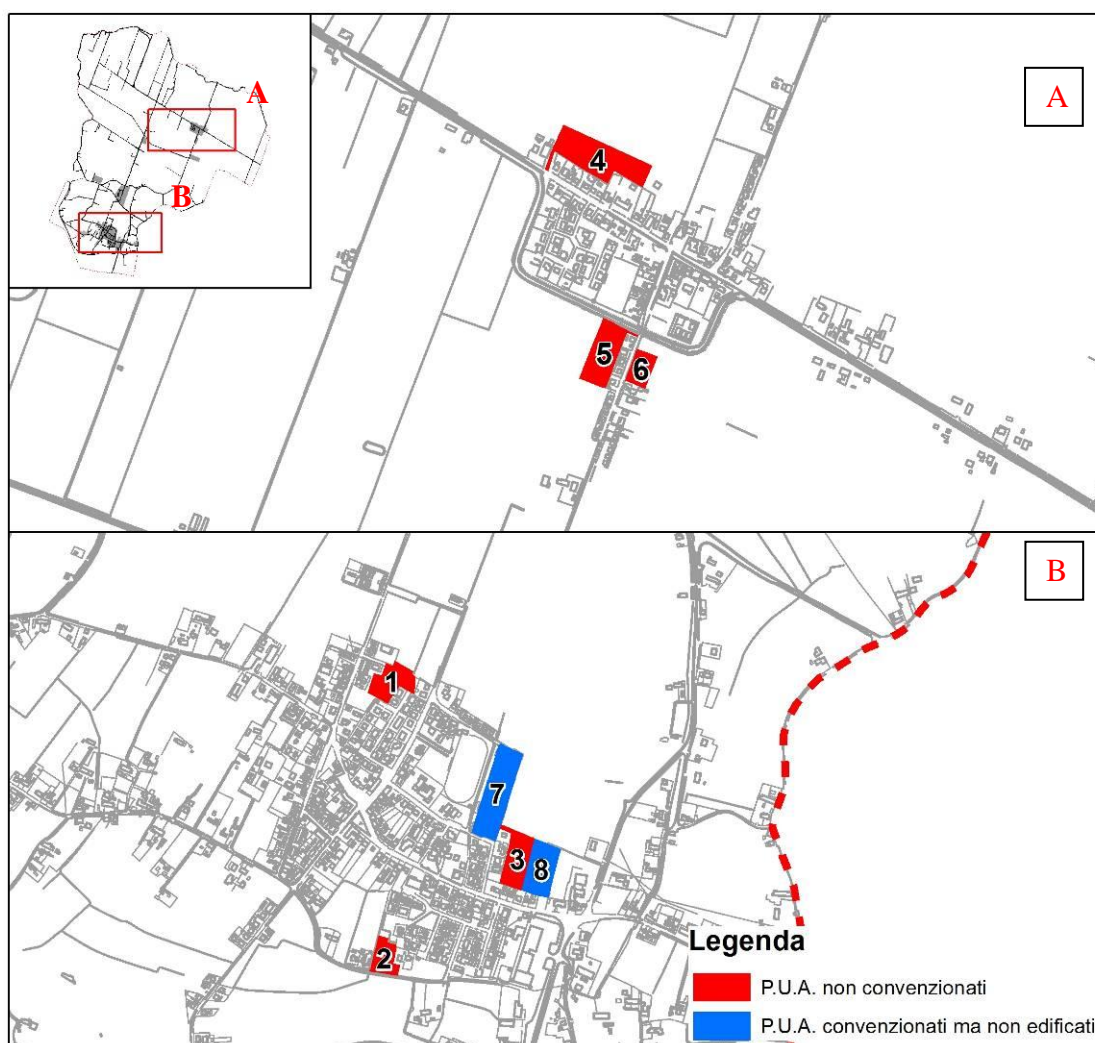 A
B
A
4
5
6
B
1
7
3
8
2
Legenda
P.U.A. non convenzionati
P.U.A. convenzionati ma non edificati